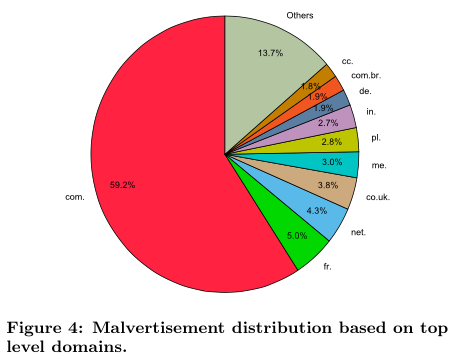 Others
13.7%
cc.
1.8%
com.br.
1.9%
de.
1.9%
in.
2.7%
pl.
2.8%
me.
3.0%
co.uk.
3.8%
net.
4.3%
fr.
5.0%
com.
59.2%
Figure 4: Malvertisement distribution based on top
level domains.